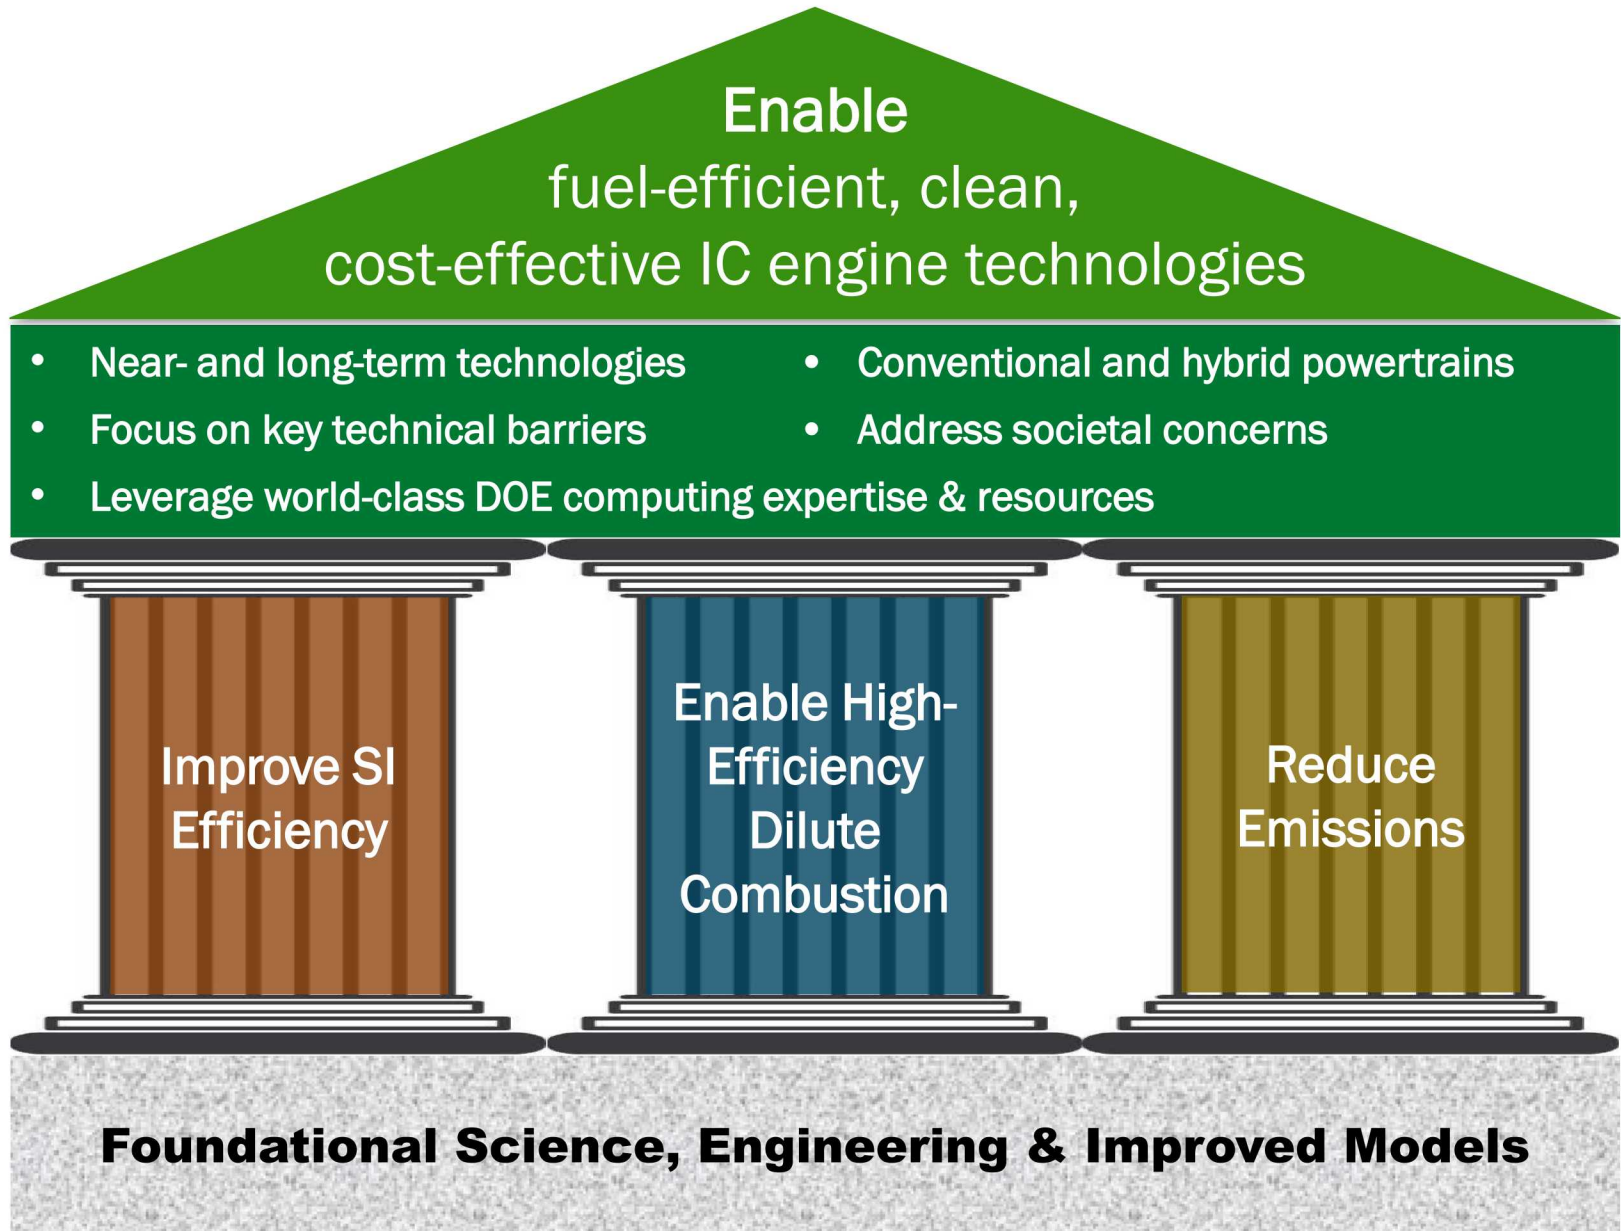 Enable
fuel-efficient, clean,
cost-effective IC engine technologies
• Near- and long-term technologies
• Focus on key technical barriers
• Conventional and hybrid powertrains
• Address societal concerns
• Leverage world-class DOE computing expertise & resources
Improve SI
Efficiency
Enable High-
Efficiency
Dilute
Combustion
Reduce
Emissions
Foundational Science, Engineering & Improved Models